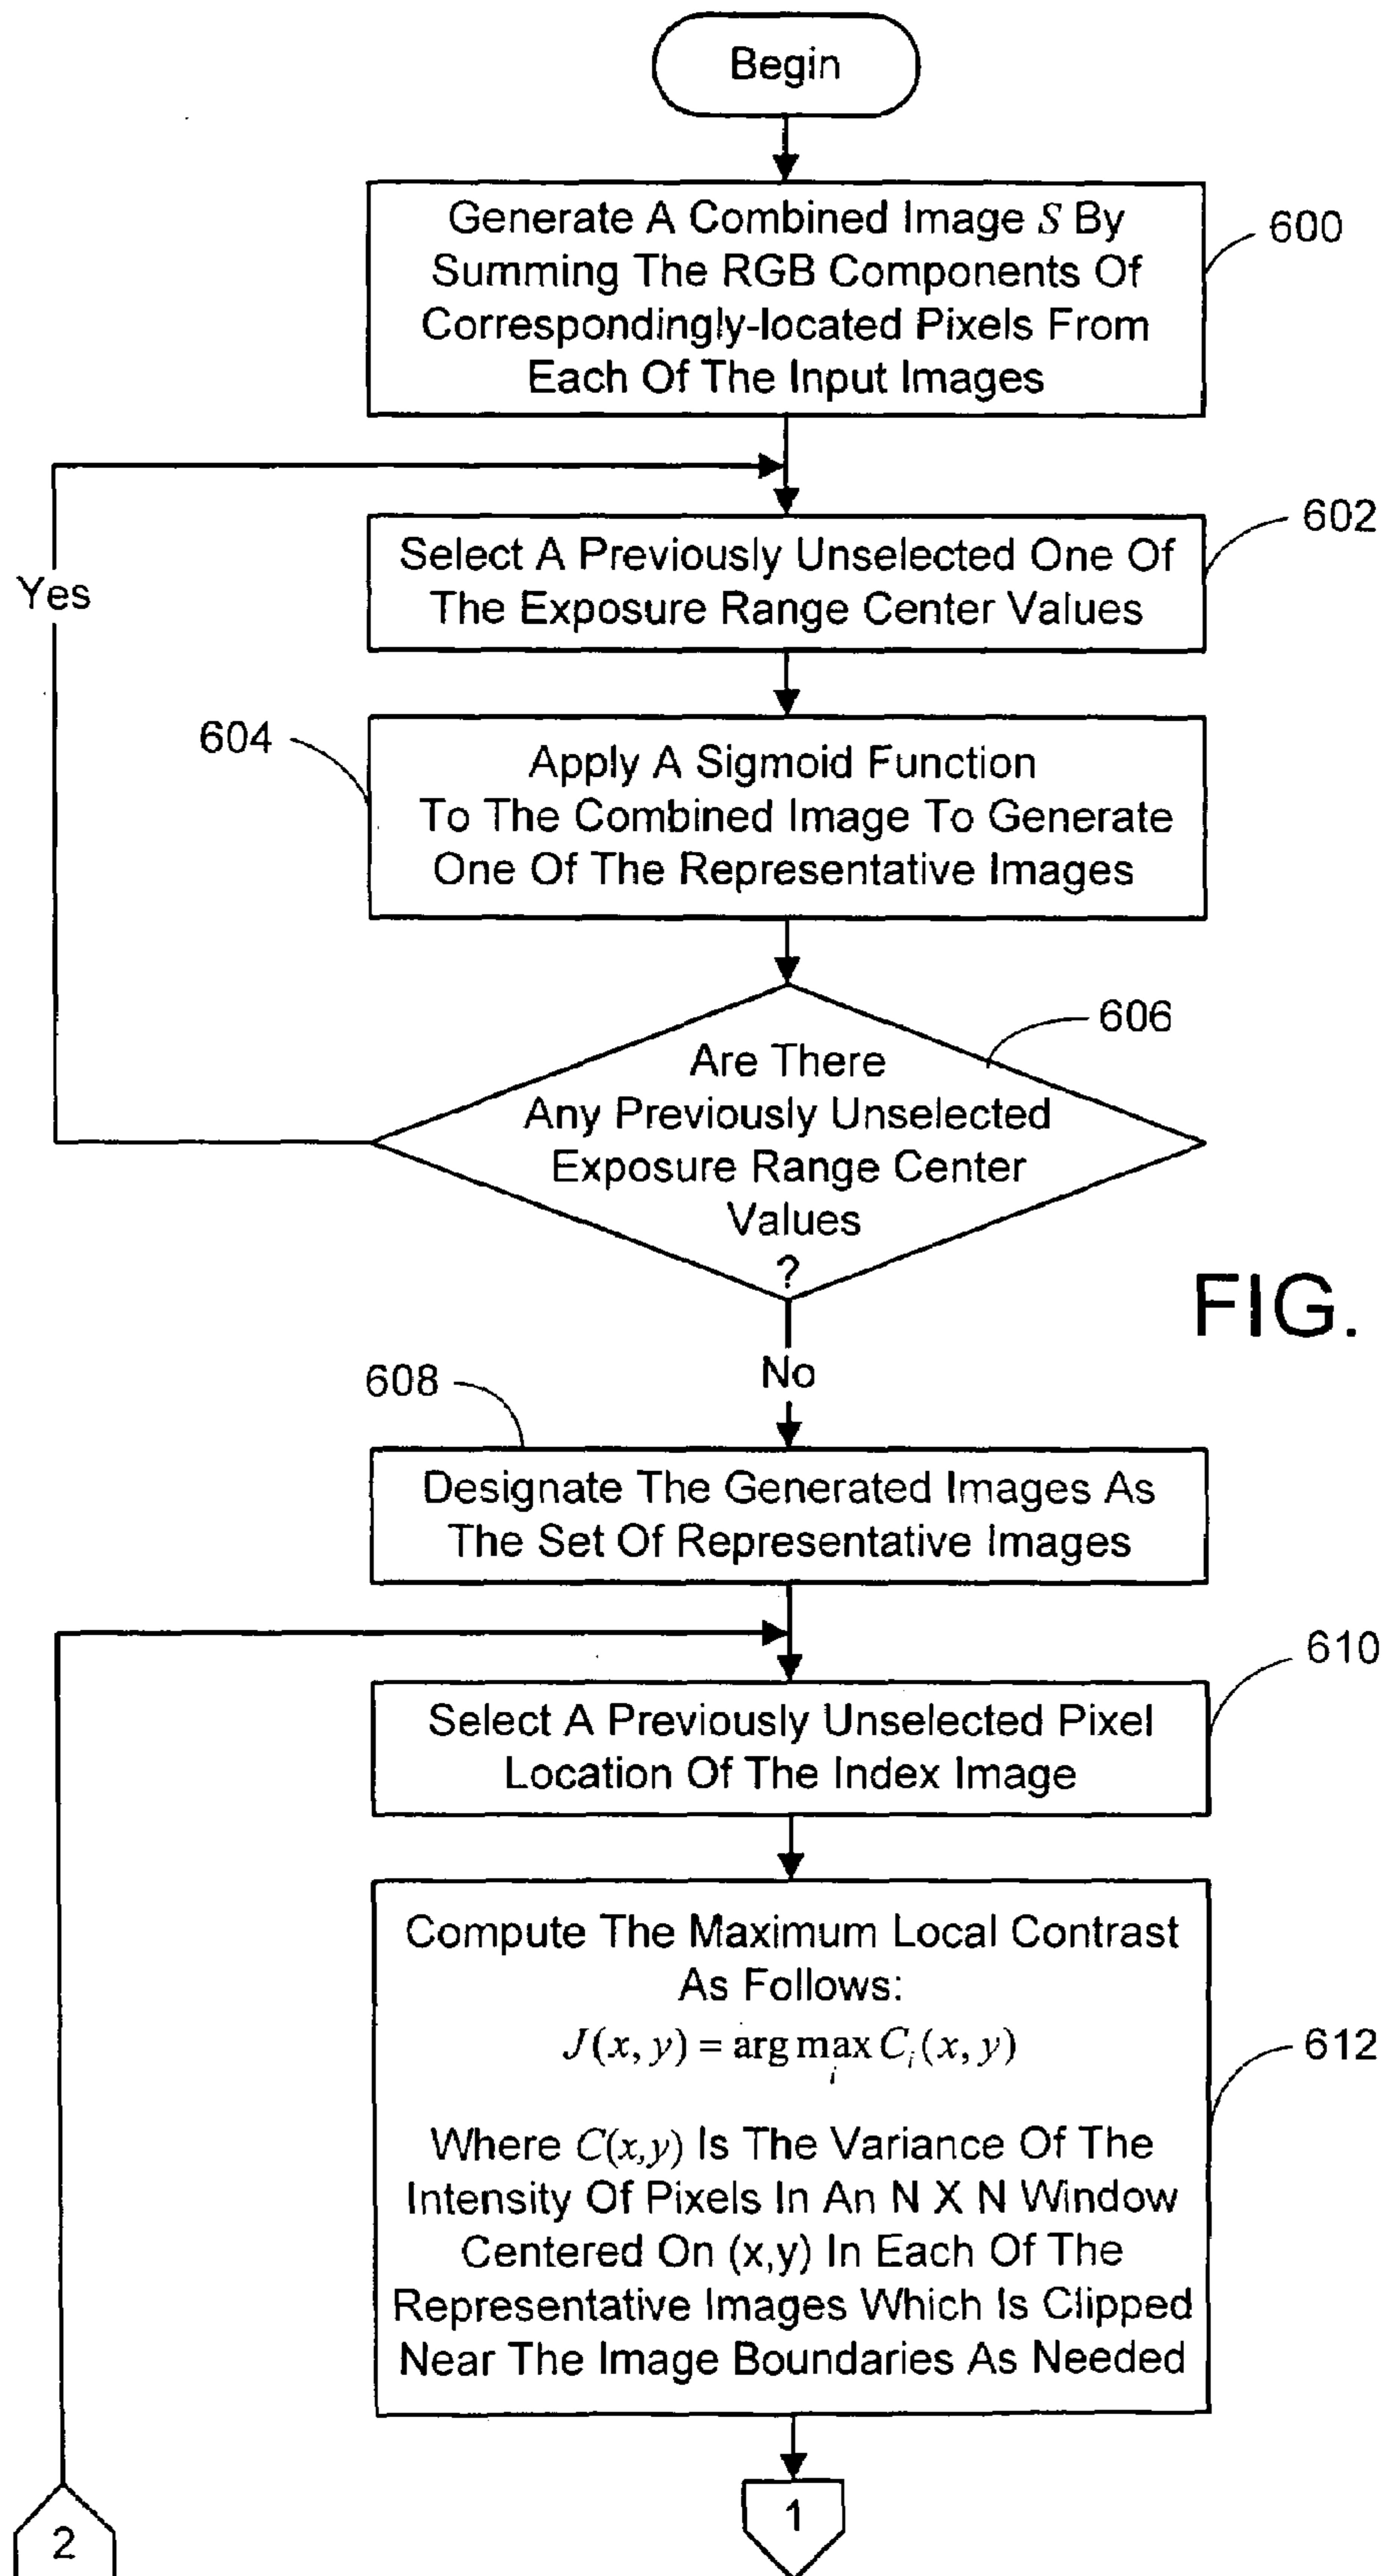 Begin
Generate A Combined Image S By
Summing The RGB Components Of
Correspondingly-located Pixels From
Each Of The Input Images
600
Yes
Select A Previously Unselected One Of
The Exposure Range Center Values
602
604
Apply A Sigmoid Function
To The Combined Image To Generate
One Of The Representative Images
606
Are There
Any Previously Unselected
Exposure Range Center
Values
?
FIG.
No
608
Designate The Generated Images As
The Set Of Representative Images
610
Select A Previously Unselected Pixel
Location Of The Index Image
Compute The Maximum Local Contrast
As Follows:
J(x, y) = arg max C_i (x, y)
i
612
Where C(x,y) Is The Variance Of The
Intensity Of Pixels In An N X N Window
Centered On (x,y) In Each Of The
Representative Images Which Is Clipped
Near The Image Boundaries As Needed
2
1